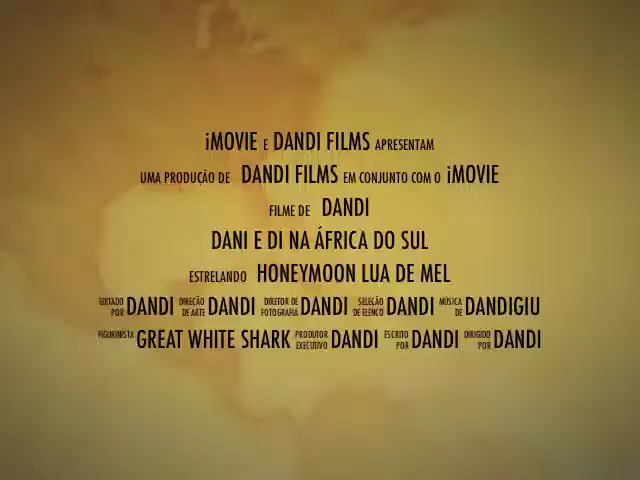 iMOVIE E DANDI FILMS APRESENTAM
UMA PRODUÇÃO DE DANDI FILMS EM CONJUNTO COM O iMOVIE
FILME DE DANDI
DANI E DI NA ÁFRICA DO SUL
ESTRELANDO HONEYMOON LUA DE MEL
EDITADO POR DANDI DIREÇÃO DE ARTE DANDI DIRETOR DE FOTOGRAFIA DANDI SELEÇÃO DE ELENCO DANDI MÚSICA DE DANDIGIU
FIGURINISTA GREAT WHITE SHARK PRODUTOR EXECUTIVO DANDI ESCRITO POR DANDI DIRIGIDO POR DANDI